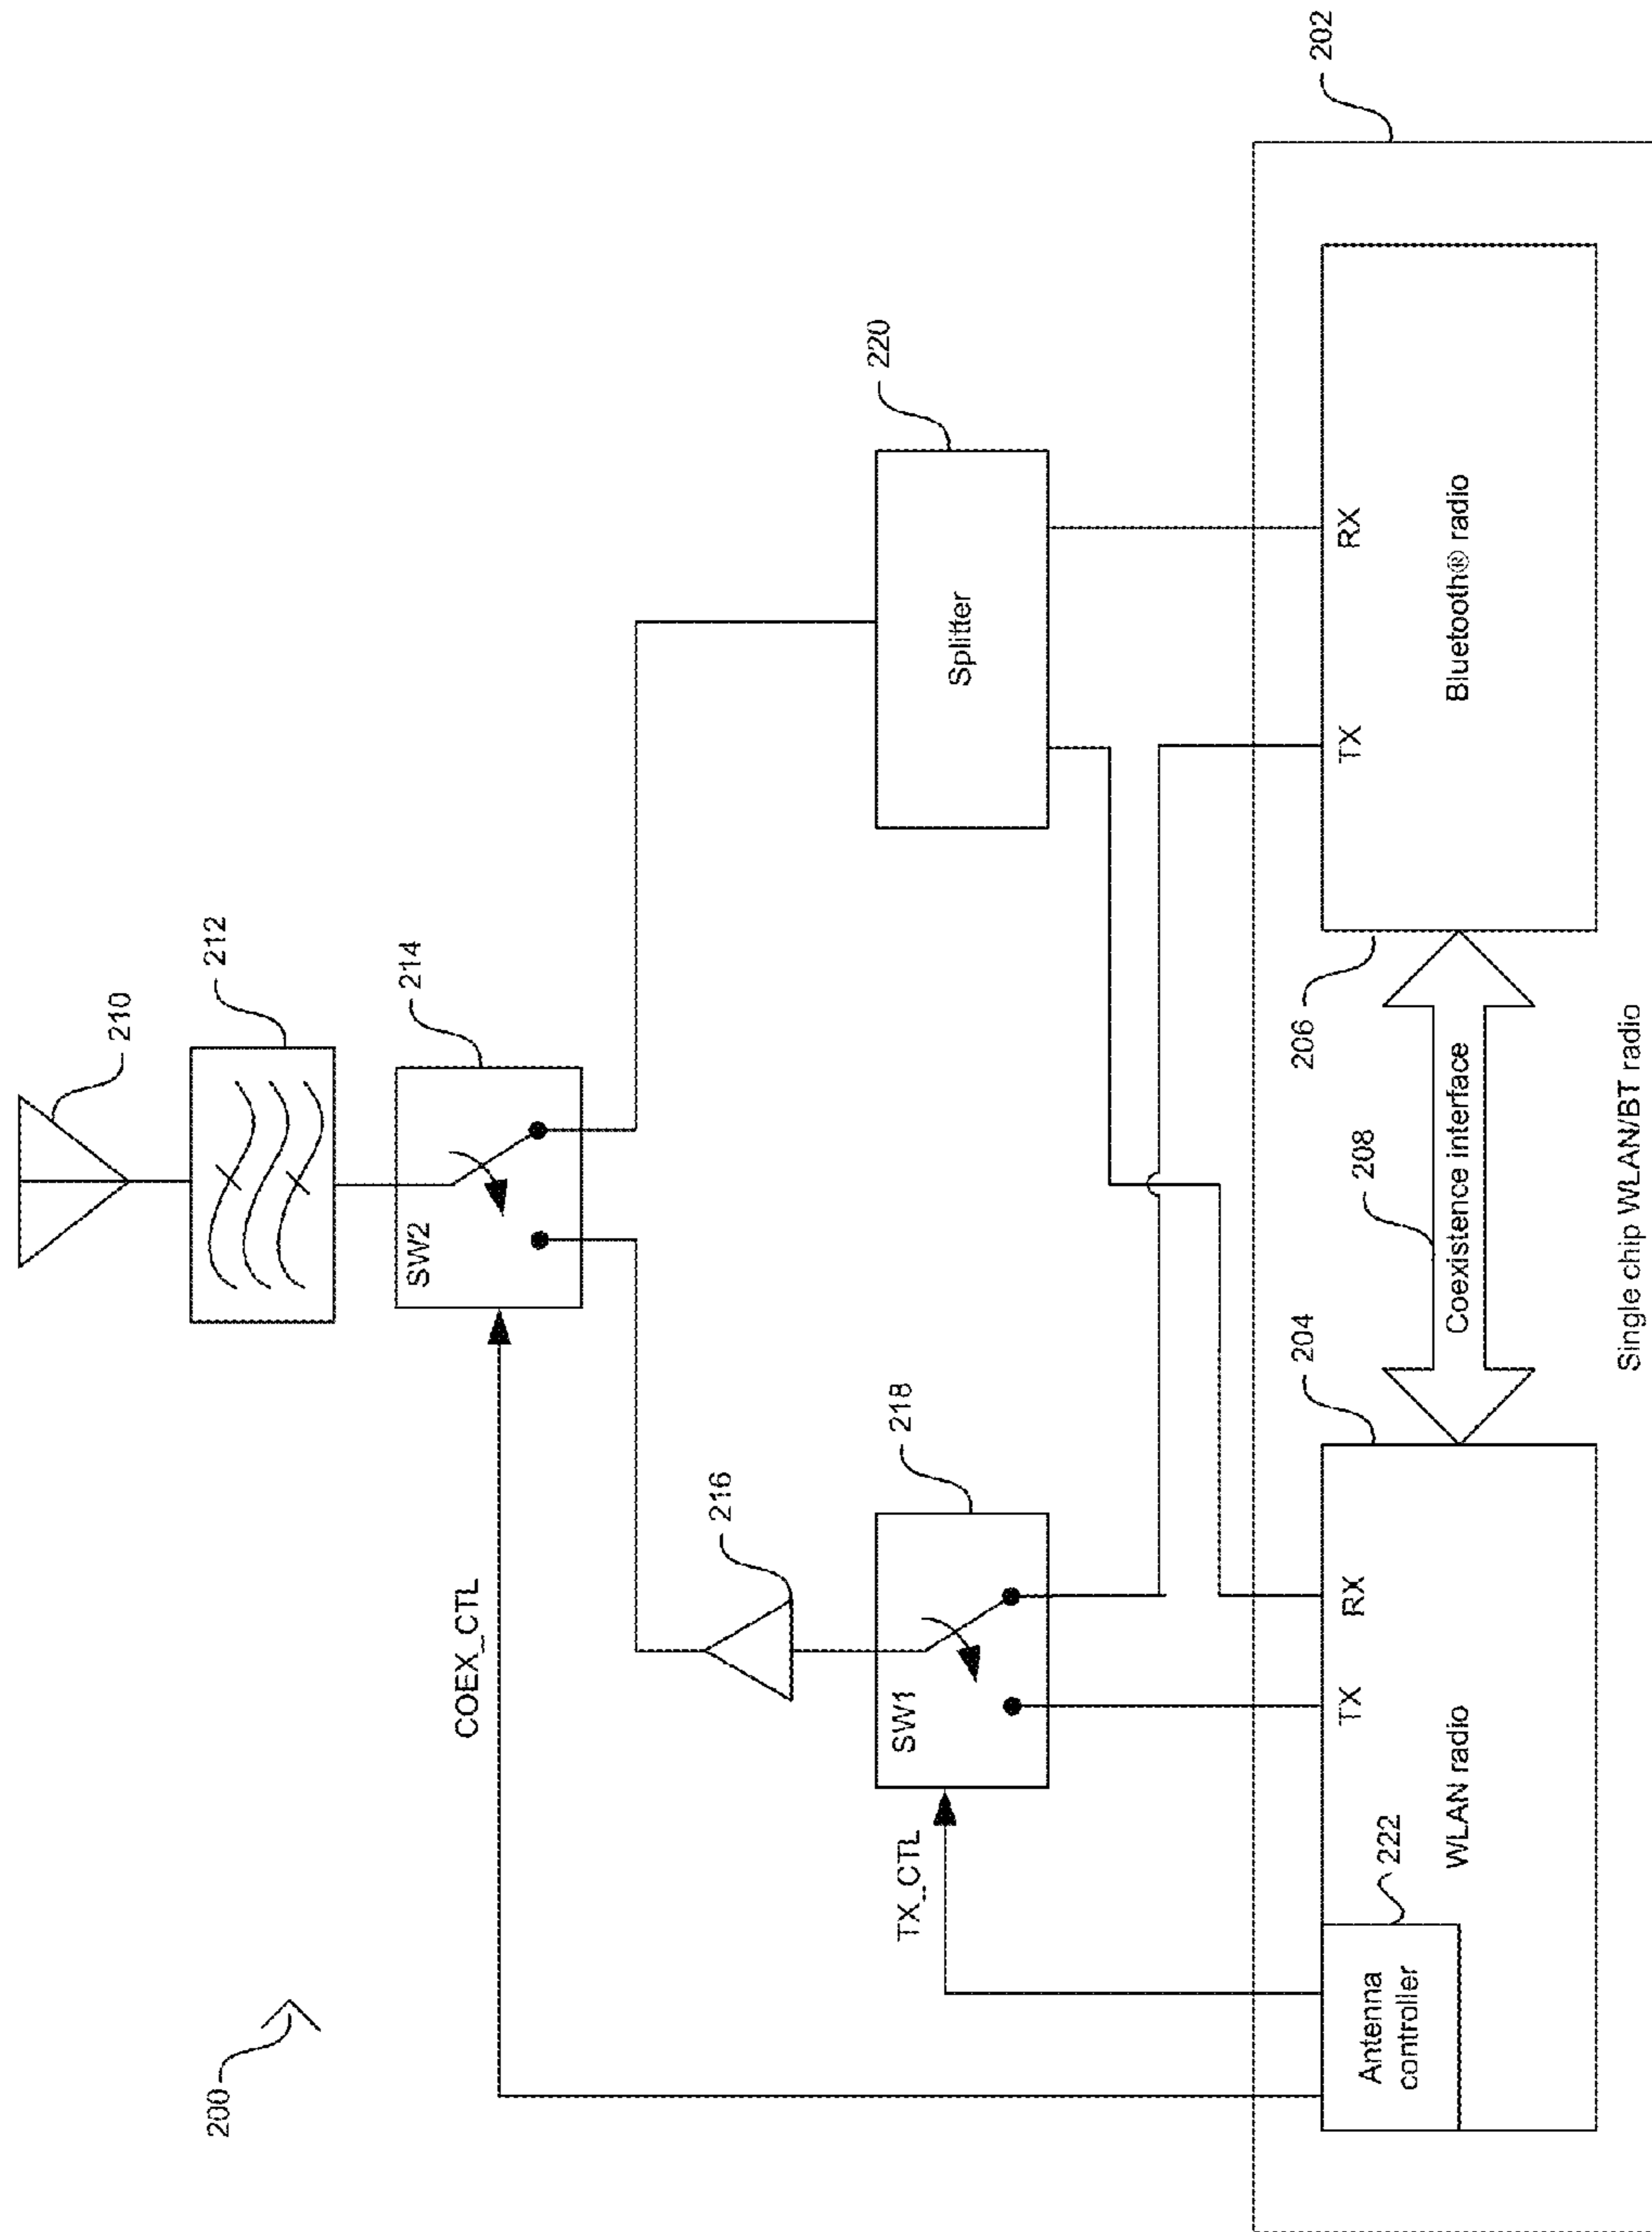 200
210
212
214
COEX_CTL
SW2
216
218
220
TX_CTL
SW1
Splitter
202
222
204
206
208
Antenna
controller
TX
RX
TX
RX
WLAN radio
Coexistence interface
Bluetooth® radio
Single chip WLAN/BT radio